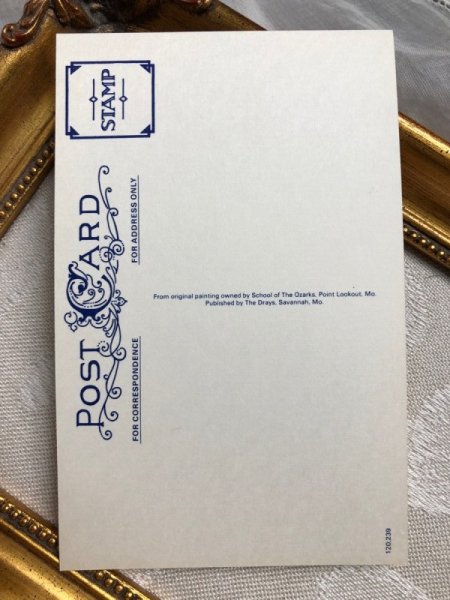 STAMP
POST CARD
FOR CORRESPONDENCE
FOR ADDRESS ONLY
From original painting owned by School of The Ozarks, Point Lookout, Mo.
Published by The Drays, Savannah, Mo.
120,239